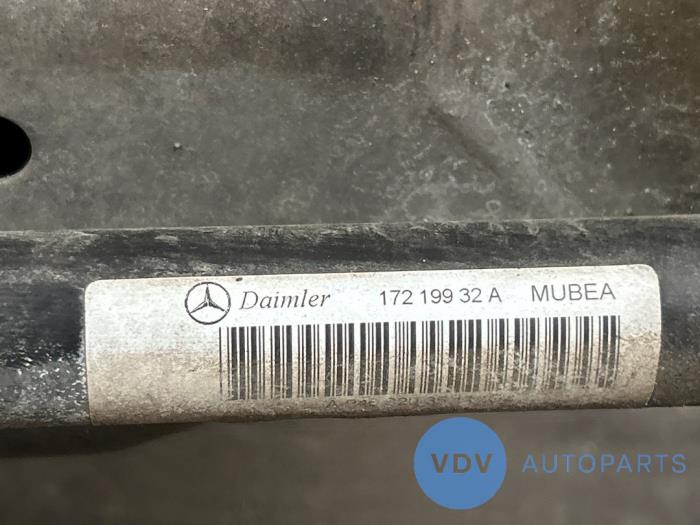 Daimler 172 199 32 A MUBEA
VDV AUTOPARTS